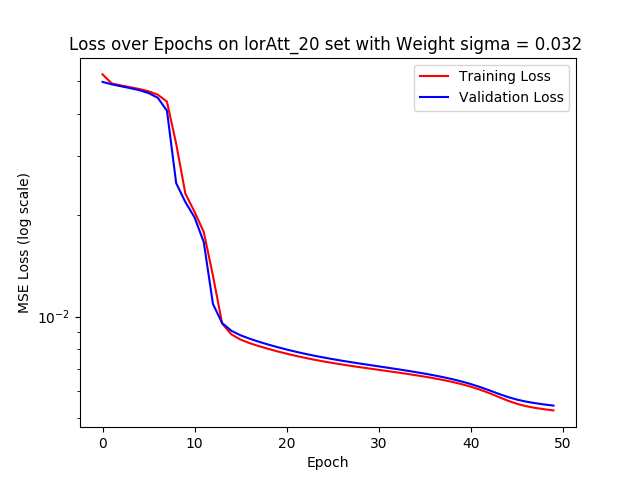 Loss over Epochs on lorAtt_20 set with Weight sigma = 0.032
Training Loss
Validation Loss
MSE Loss (log scale)
10⁻²
0 10 20 30 40 50
Epoch